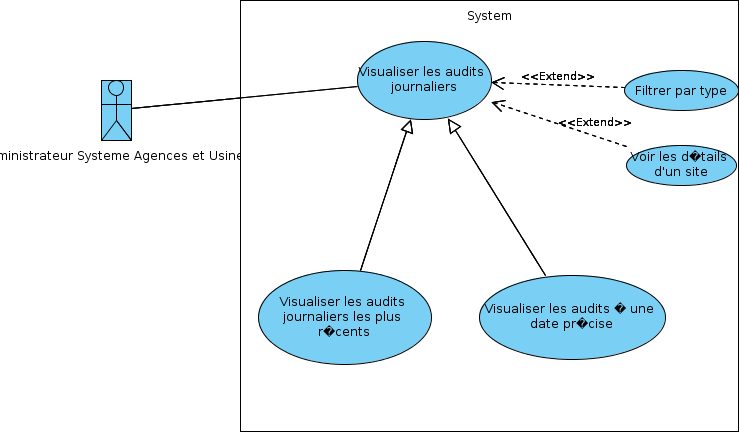 System
Visualiser les audits
journaliers
<<Extend>>
Filtrer par type
<<Extend>>
Voir les d�tails
d'un site
ministrateur Systeme Agences et Usine
Visualiser les audits
journaliers les plus
r�cents
Visualiser les audits � une
date pr�cise